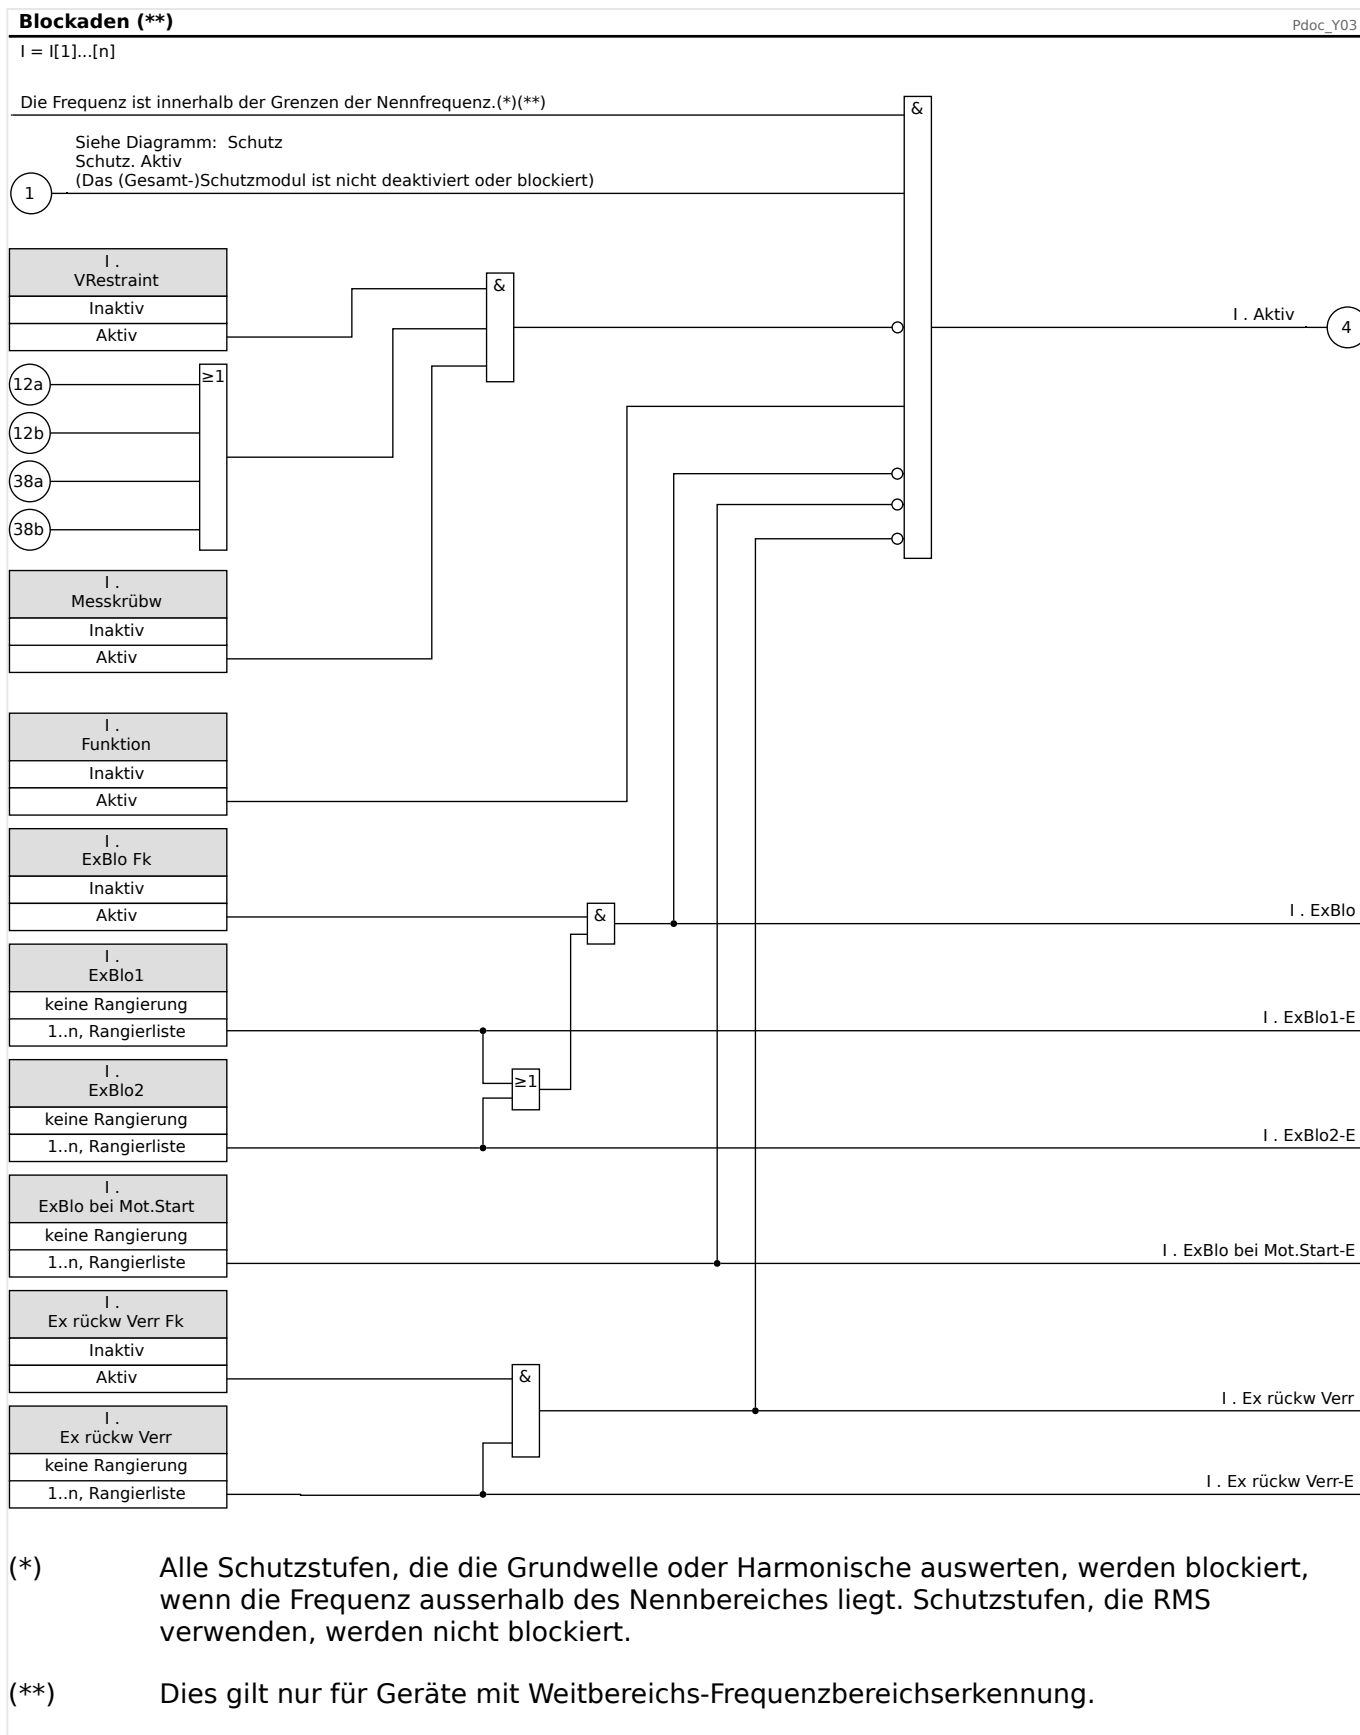 Blockaden (**)
Pdoc_Y03
I = I[1]...[n]
Die Frequenz ist innerhalb der Grenzen der Nennfrequenz.(*)(**)
&
Siehe Diagramm:  Schutz
Schutz. Aktiv
(Das (Gesamt-)Schutzmodul ist nicht deaktiviert oder blockiert)
1
I .
VRestraint
Inaktiv
Aktiv
&
I . Aktiv
4
12a
≥1
12b
38a
38b
I .
Messkrübw
Inaktiv
Aktiv
I .
Funktion
Inaktiv
Aktiv
I .
ExBlo Fk
Inaktiv
Aktiv
&
I . ExBlo
I .
ExBlo1
keine Rangierung
1..n, Rangierliste
I . ExBlo1-E
≥1
I .
ExBlo2
keine Rangierung
1..n, Rangierliste
I . ExBlo2-E
I .
ExBlo bei Mot.Start
keine Rangierung
1..n, Rangierliste
I . ExBlo bei Mot.Start-E
I .
Ex rückw Verr Fk
Inaktiv
Aktiv
&
I . Ex rückw Verr
I .
Ex rückw Verr
keine Rangierung
1..n, Rangierliste
I . Ex rückw Verr-E
(*) Alle Schutzstufen, die die Grundwelle oder Harmonische auswerten, werden blockiert,
wenn die Frequenz ausserhalb des Nennbereiches liegt. Schutzstufen, die RMS
verwenden, werden nicht blockiert.
(**) Dies gilt nur für Geräte mit Weitbereichs-Frequenzbereichserkennung.